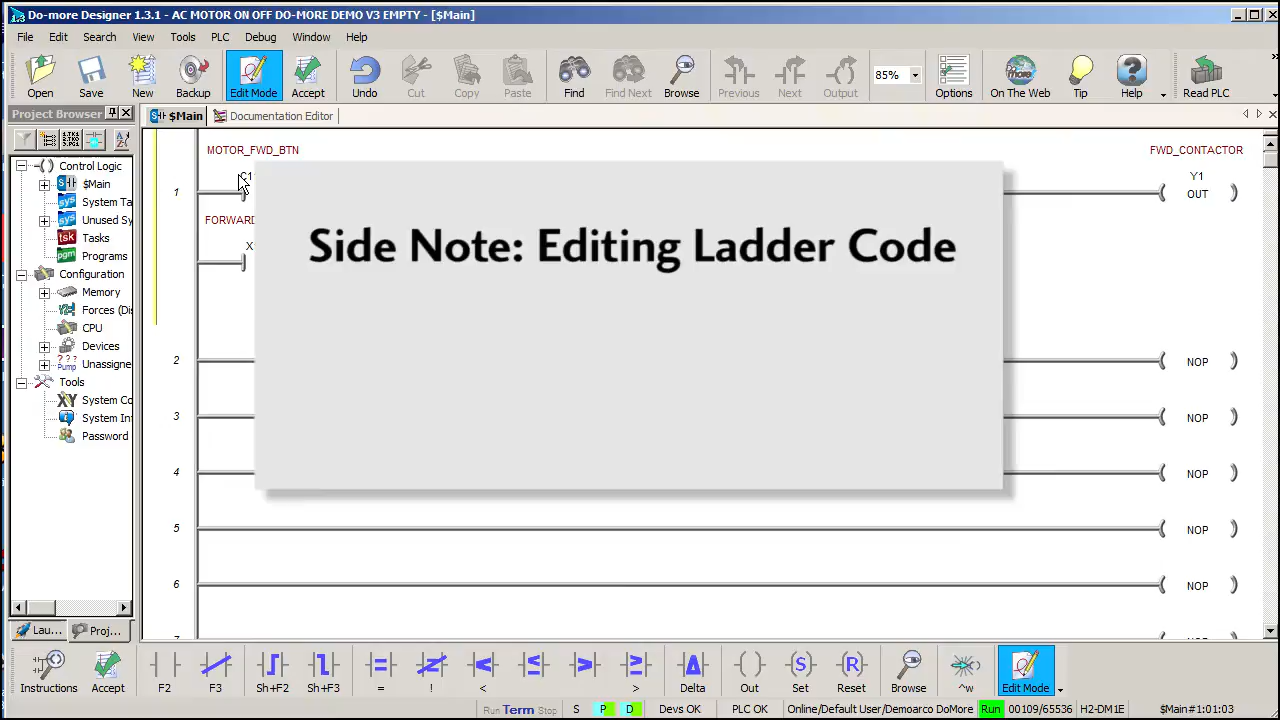 Do-more Designer 1.3.1 - AC MOTOR ON OFF DO-MORE DEMO V3 EMPTY - [$Main]
File Edit Search View Tools PLC Debug Window Help
Open Save New Backup Edit Mode Accept Undo Cut Copy Paste Find Find Next Browse 85% Previous Next Output Options On The Web Tip Help Read PLC
Project Browser
$Main Documentation Editor
Control Logic
$Main
System Ta
Unused Sy
Tasks
Programs
Configuration
Memory
Forces (Di
CPU
Devices
Unassigne
Tools
System Co
System In
Password
Lau... Proj...
MOTOR_FWD_BTN FWD_CONTACTOR
C1 Y1
1 OUT
FORWARD
X
Side Note: Editing Ladder Code
2 NOP
3 NOP
4 NOP
5 NOP
6 NOP
Instructions Accept F2 F3 Sh+F2 Sh+F3 = ! < ≤ > ≥ Delta Out Set Reset Browse ^w Edit Mode
Run Term Stop S P D Devs OK PLC OK Online/Default User/Demoarco DoMore Run 00109/65536 H2-DM1E $Main#1:01:03